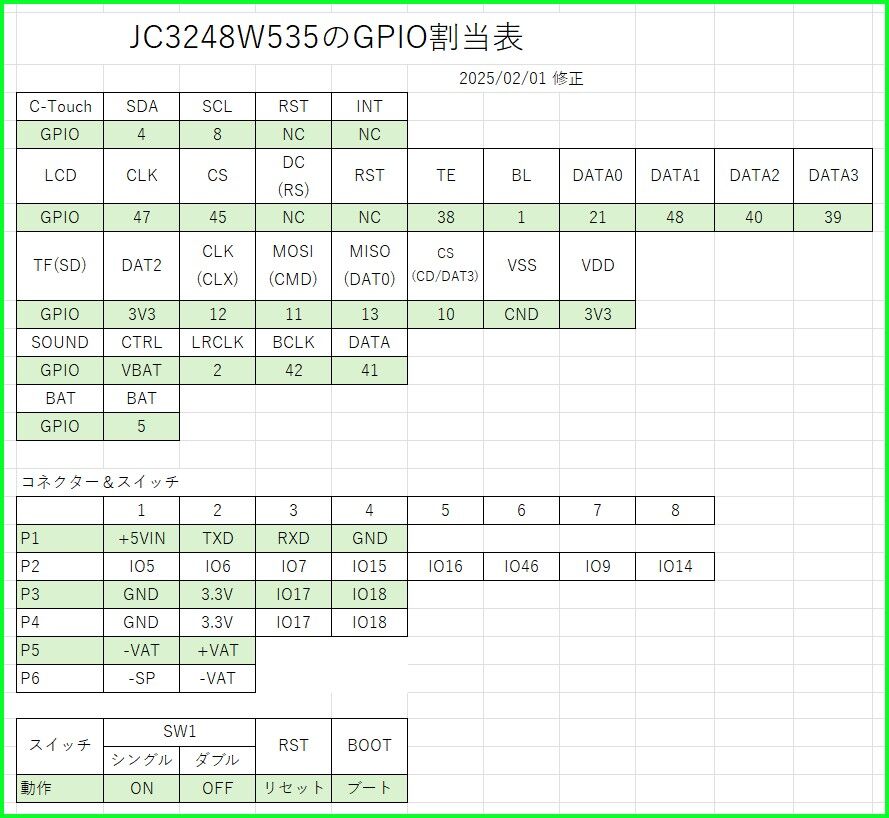 JC3248W535のGPIO割当表
2025/02/01 修正
C-Touch SDA SCL RST INT
GPIO 4 8 NC NC
LCD CLK CS DC (RS) RST TE BL DATA0 DATA1 DATA2 DATA3
GPIO 47 45 NC NC 38 1 21 48 40 39
TF(SD) DAT2 CLK (CLX) MOSI (CMD) MISO (DAT0) CS (CD/DAT3) VSS VDD
GPIO 3V3 12 11 13 10 CND 3V3
SOUND CTRL LRCLK BCLK DATA
GPIO VBAT 2 42 41
BAT BAT
GPIO 5
コネクター＆スイッチ
1 2 3 4 5 6 7 8
P1 +5VIN TXD RXD GND
P2 IO5 IO6 IO7 IO15 IO16 IO46 IO9 IO14
P3 GND 3.3V IO17 IO18
P4 GND 3.3V IO17 IO18
P5 -VAT +VAT
P6 -SP -VAT
スイッチ SW1 RST BOOT
シングル ダブル
動作 ON OFF リセット ブート